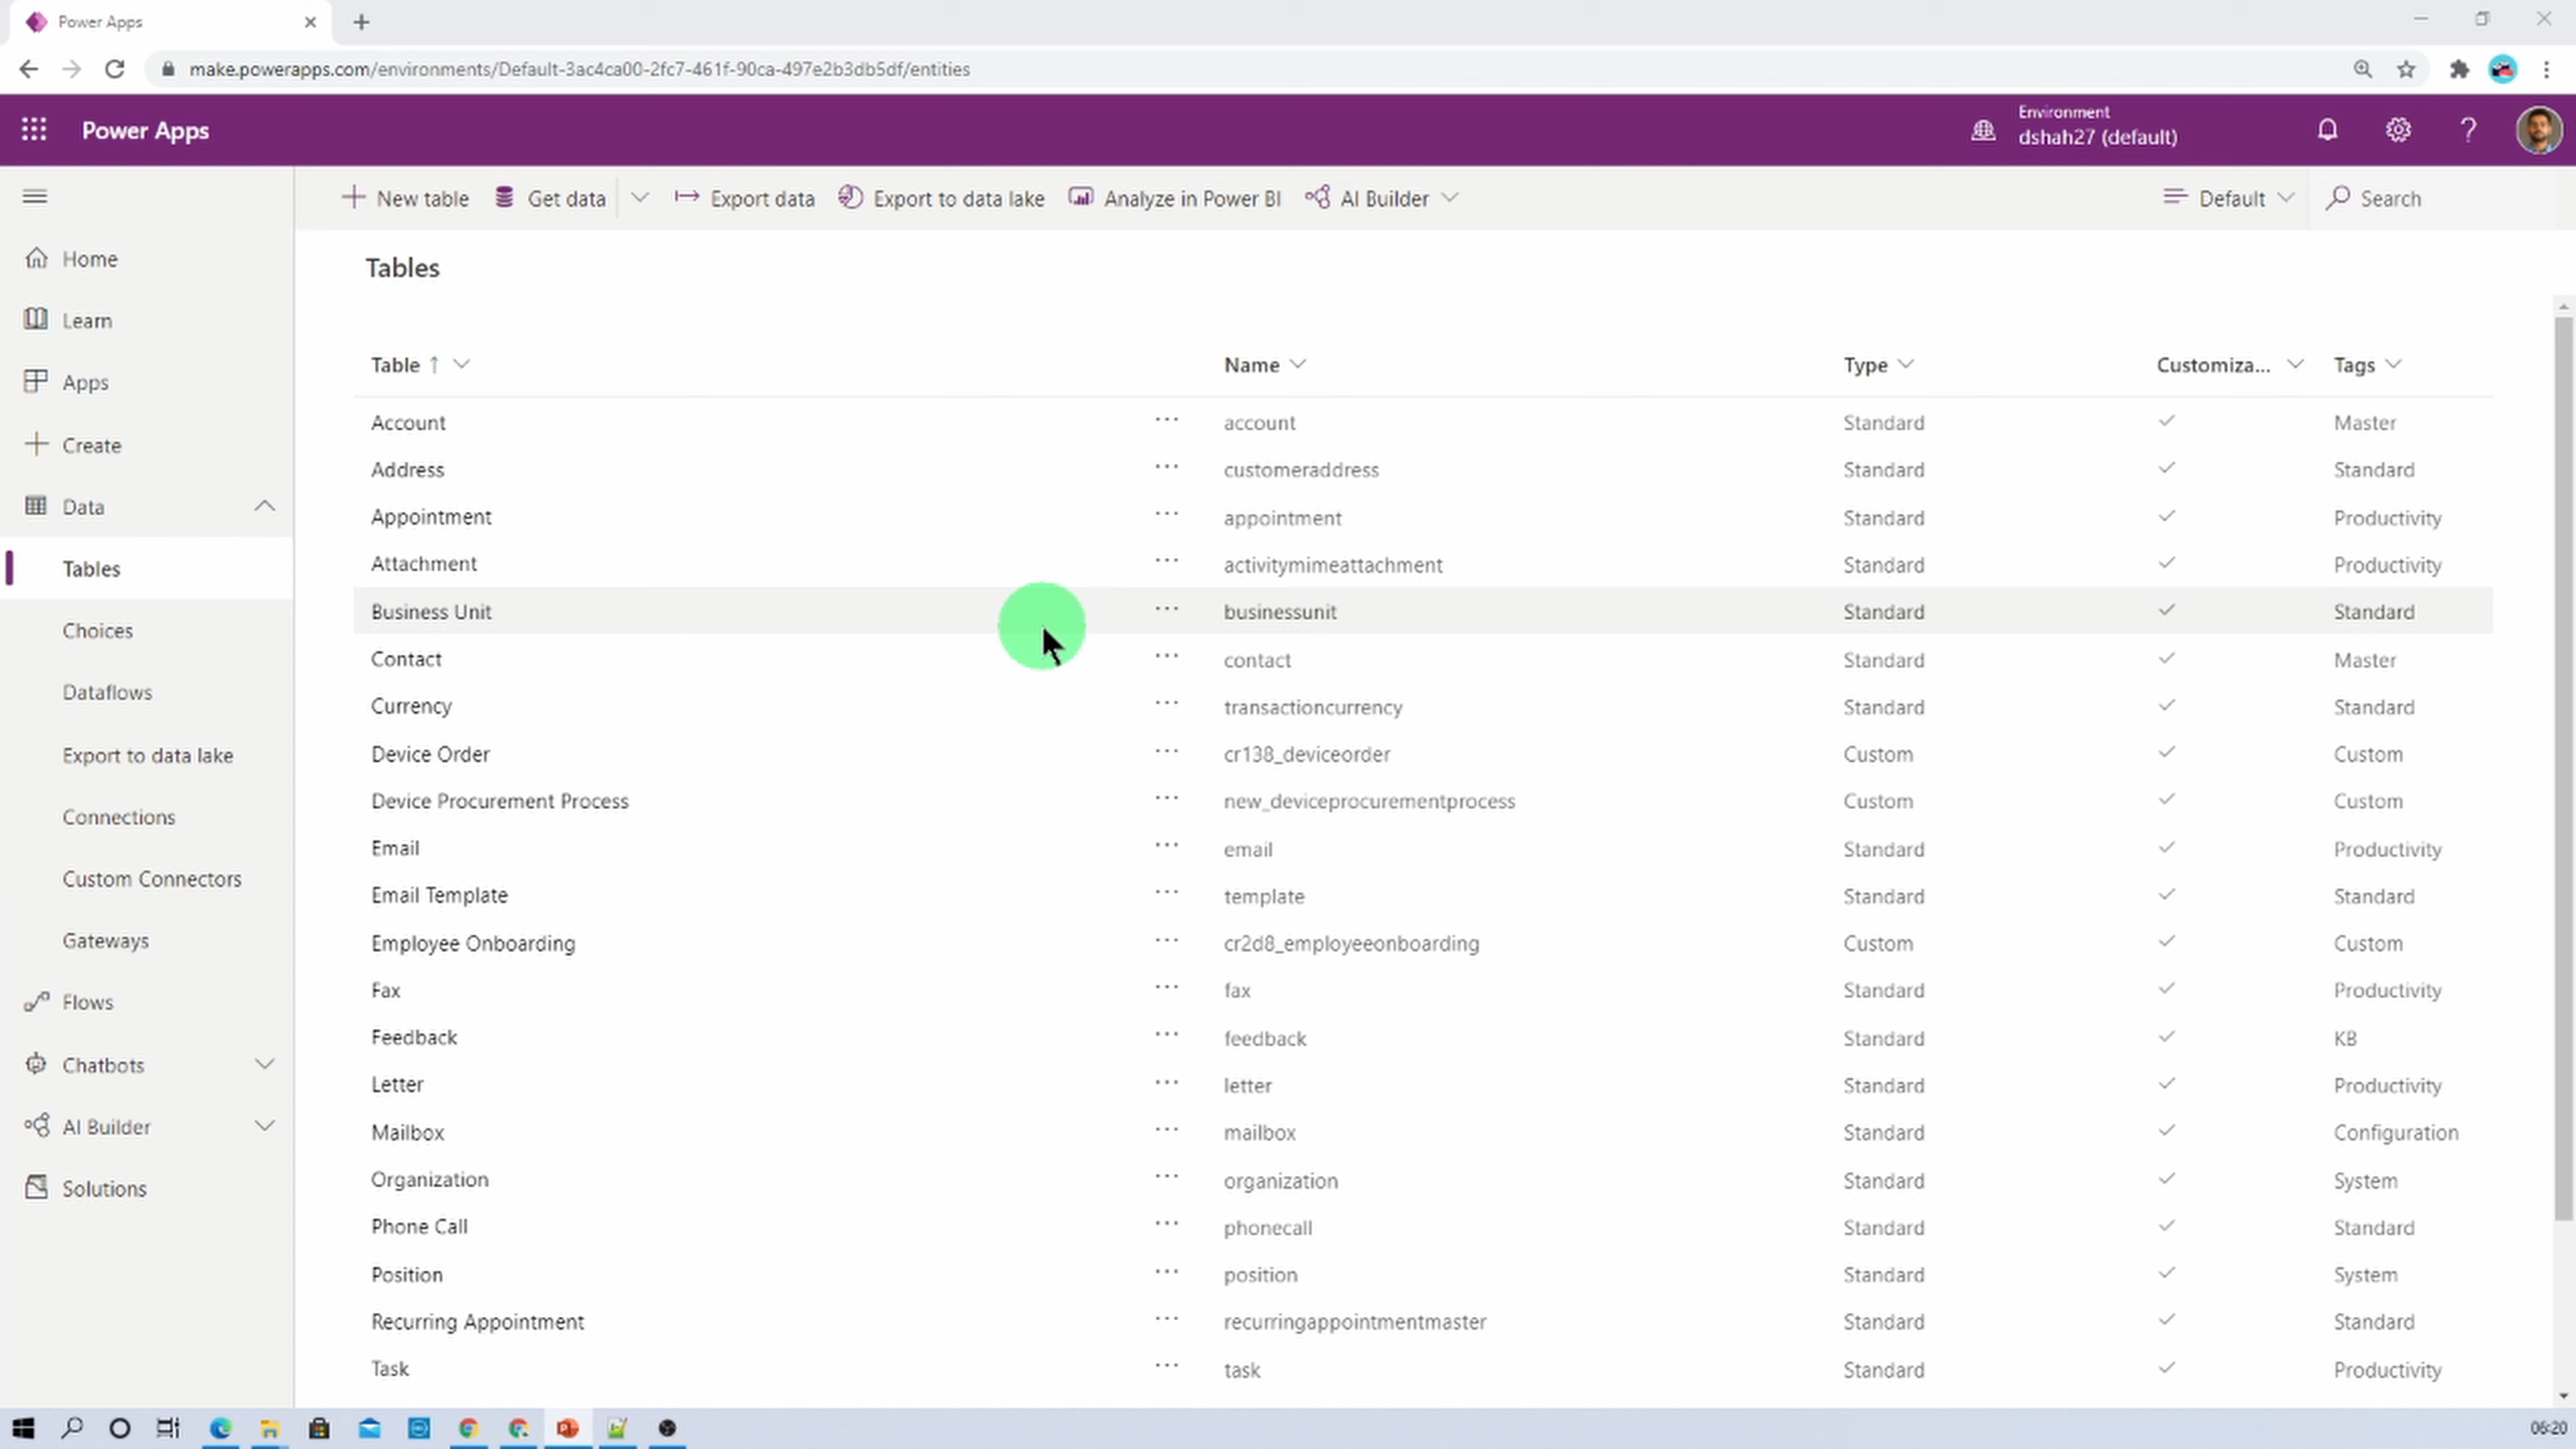 Power Apps
make.powerapps.com/environments/Default-3ac4ca00-2fc7-461f-90ca-497e2b3db5df/entities
Power Apps
Environment
dshah27 (default)
New table Get data Export data Export to data lake Analyze in Power BI AI Builder Default Search
Home
Learn
Apps
Create
Data
Tables
Choices
Dataflows
Export to data lake
Connections
Custom Connectors
Gateways
Flows
Chatbots
AI Builder
Solutions
Tables
Table ↑ Name Type Customiza... Tags
Account ... account Standard Master
Address ... customeraddress Standard Standard
Appointment ... appointment Standard Productivity
Attachment ... activitymimeattachment Standard Productivity
Business Unit ... businessunit Standard Standard
Contact ... contact Standard Master
Currency ... transactioncurrency Standard Standard
Device Order ... cr138_deviceorder Custom Custom
Device Procurement Process ... new_deviceprocurementprocess Custom Custom
Email ... email Standard Productivity
Email Template ... template Standard Standard
Employee Onboarding ... cr2d8_employeeonboarding Custom Custom
Fax ... fax Standard Productivity
Feedback ... feedback Standard KB
Letter ... letter Standard Productivity
Mailbox ... mailbox Standard Configuration
Organization ... organization Standard System
Phone Call ... phonecall Standard Standard
Position ... position Standard System
Recurring Appointment ... recurringappointmentmaster Standard Standard
Task ... task Standard Productivity
06:20